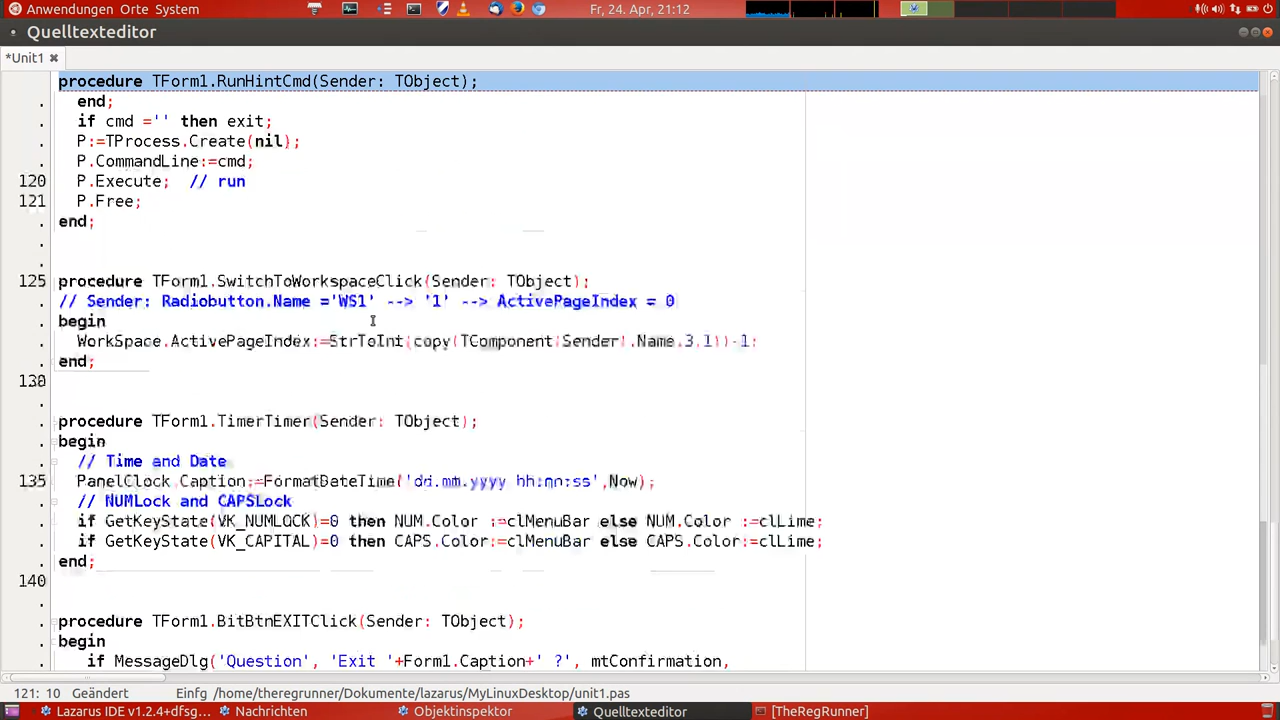 Anwendungen Orte System
Fr, 24. Apr, 21:12
Quelltexteditor
*Unit1
procedure TForm1.RunHintCmd(Sender: TObject);
. end;
. if cmd ='' then exit;
. P:=TProcess.Create(nil);
. P.CommandLine:=cmd;
120 P.Execute; // run
121 P.Free;
. end;
.
125 procedure TForm1.SwitchToWorkspaceClick(Sender: TObject);
. // Sender: Radiobutton.Name ='WS1' --> '1' --> ActivePageIndex = 0
. begin
. WorkSpace.ActivePageIndex:=StrToInt(copy(TComponent(Sender).Name,3,1))-1;
. end;
130
. procedure TForm1.TimerTimer(Sender: TObject);
. begin
. // Time and Date
135 PanelClock.Caption:=FormatDateTime('dd.mm.yyyy hh:nn:ss',Now);
. // NUMLock and CAPSLock
. if GetKeyState(VK_NUMLOCK)=0 then NUM.Color :=clMenuBar else NUM.Color :=clLime;
. if GetKeyState(VK_CAPITAL)=0 then CAPS.Color:=clMenuBar else CAPS.Color:=clLime;
. end;
140
.
. procedure TForm1.BitBtnEXITClick(Sender: TObject);
. begin
. if MessageDlg('Question', 'Exit '+Form1.Caption+' ?', mtConfirmation,
121: 10 Geändert Einfg /home/theregrunner/Dokumente/lazarus/MyLinuxDesktop/unit1.pas
Lazarus IDE v1.2.4+dfsg... Nachrichten Objektinspektor Quelltexteditor [TheRegRunner]